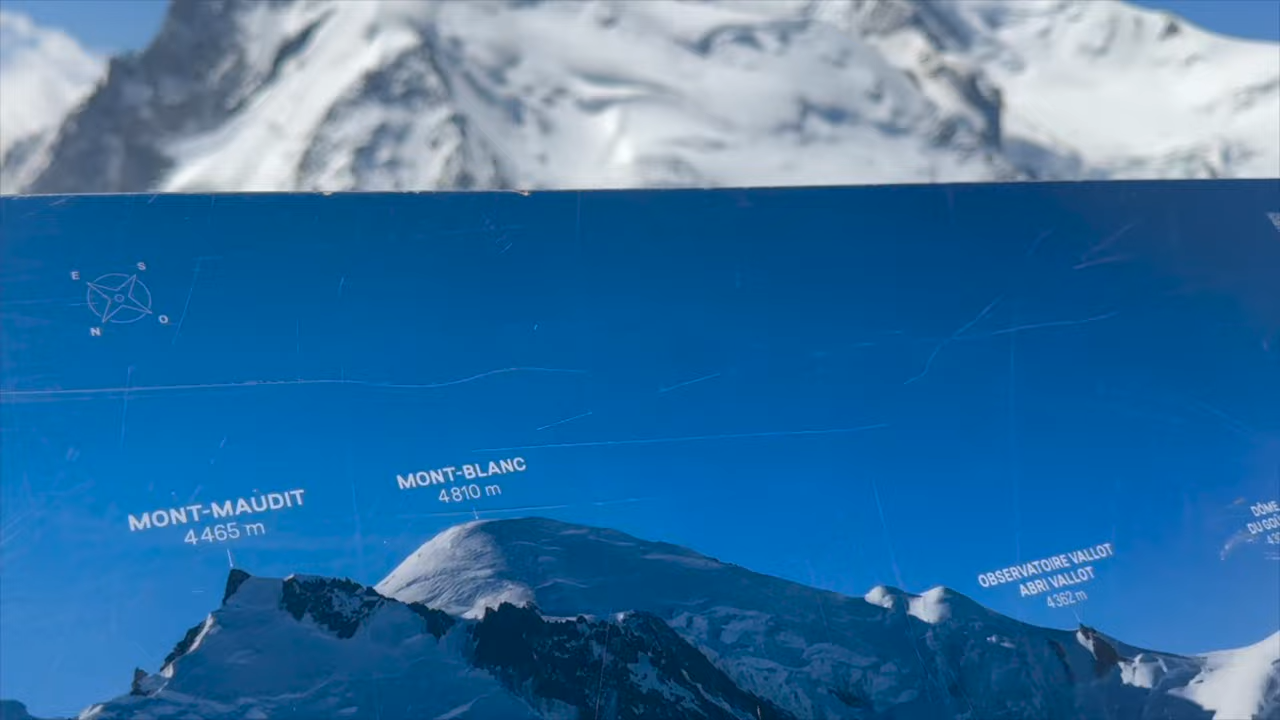 E
S
N
O
MONT-MAUDIT
4465 m
MONT-BLANC
4810 m
OBSERVATOIRE VALLOT
ABRI VALLOT
4362 m
DÔME